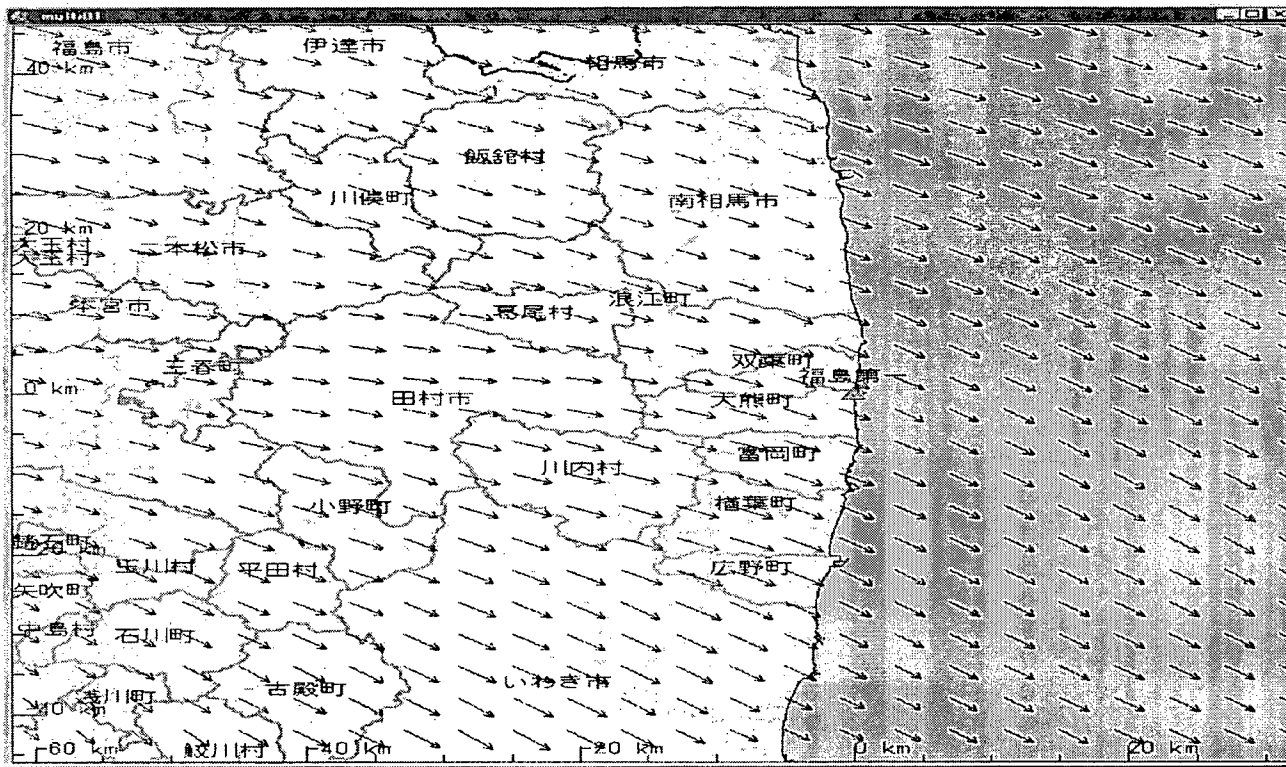 福島市
伊達市
相馬市
40 km
飯舘村
川俣町
南相馬市
20 km
大玉村
二本松市
本宮市
葛尾村
浪江町
三春町
双葉町
福島第一
0 km
田村市
大熊町
富岡町
川内村
小野町
楢葉町
鏡石町
玉川村
平田村
広野町
矢吹町
石川町
いわき市
古殿町
浅川町
鮫川村
60 km
40 km
20 km
0 km
20 km